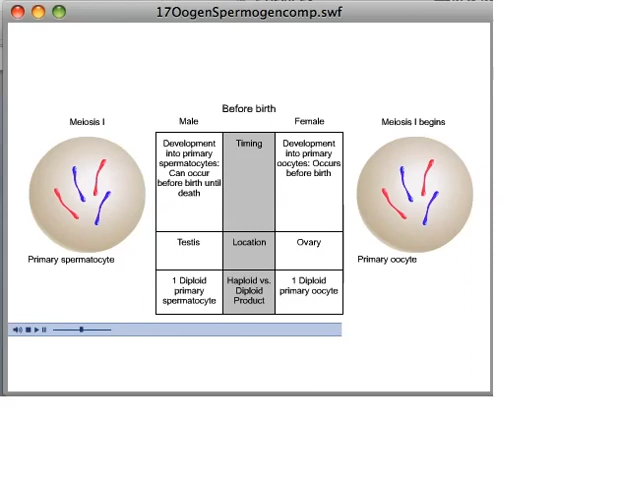 17OogenSpermogencomp.swf
Before birth
Meiosis I
Male
Female
Meiosis I begins
Development
into primary
spermatocytes:
Can occur
before birth until
death
Timing
Development
into primary
oocytes: Occurs
before birth
Testis
Location
Ovary
Primary spermatocyte
Primary oocyte
1 Diploid
primary
spermatocyte
Haploid vs.
Diploid
Product
1 Diploid
primary oocyte